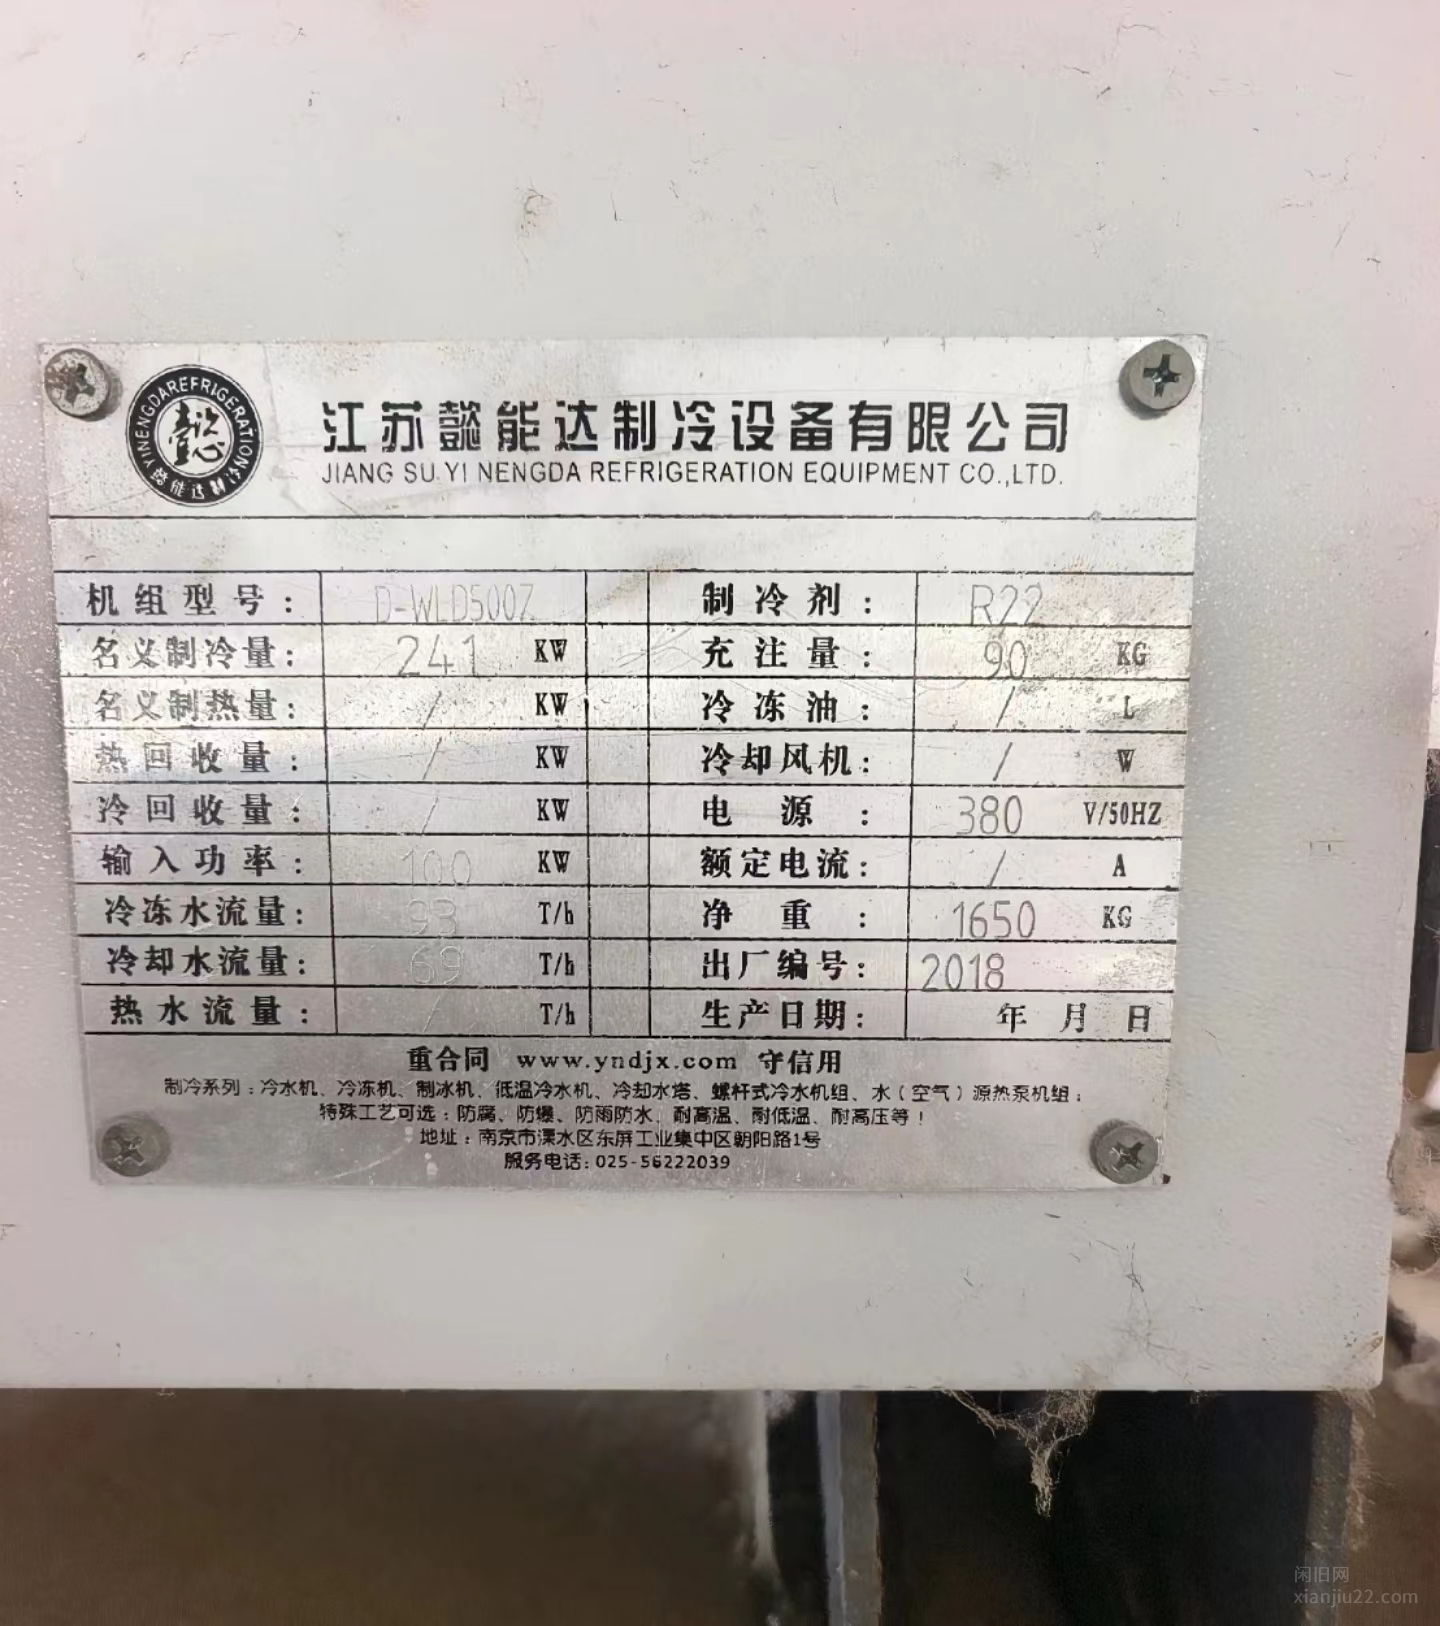 YINENGDAREFRIGERATION
懿能达制冷
江苏懿能达制冷设备有限公司
JIANG SU YI NENGDA REFRIGERATION EQUIPMENT CO.,LTD.
机组型号: D-WLD500Z 制冷剂: R22
名义制冷量: 241 KW 充注量: 90 KG
名义制热量: / KW 冷冻油: / L
热回收量: / KW 冷却风机: / W
冷回收量: / KW 电源: 380 V/50HZ
输入功率: 100 KW 额定电流: / A
冷冻水流量: 93 T/h 净重: 1650 KG
冷却水流量: 69 T/h 出厂编号: 2018
热水流量: / T/h 生产日期: 年 月 日
重合同 www.yndjx.com 守信用
制冷系列:冷水机、冷冻机、制冰机、低温冷水机、冷却水塔、螺杆式冷水机组、水(空气)源热泵机组;
特殊工艺可选:防腐、防爆、防雨防水、耐高温、耐低温、耐高压等!
地址:南京市溧水区东屏工业集中区朝阳路1号
服务电话:025-56222039
闲旧网
xianjiu22.com